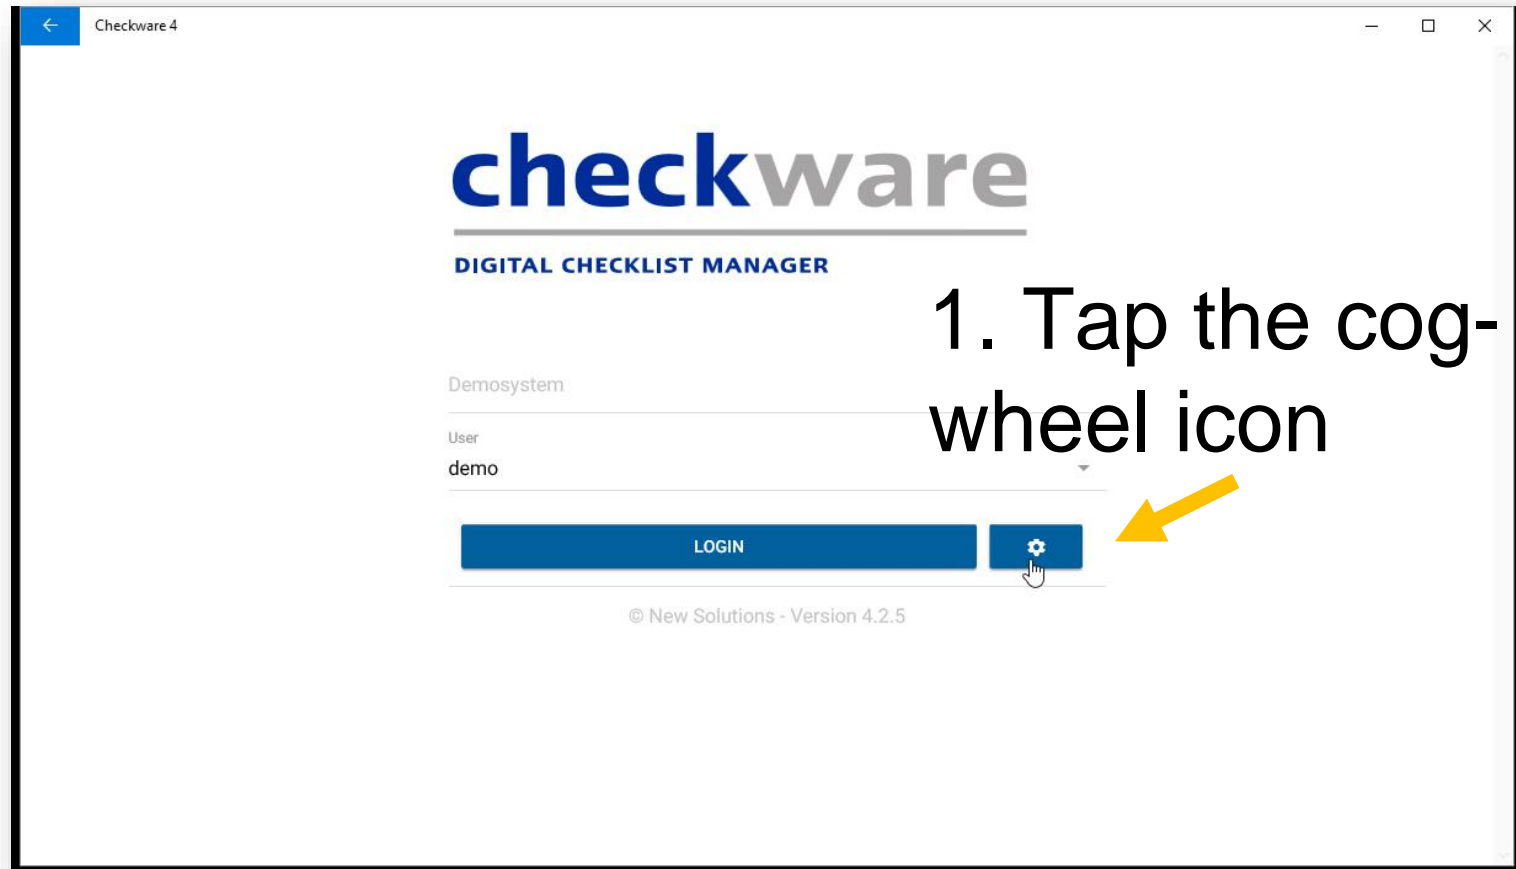 Checkware 4
checkware
DIGITAL CHECKLIST MANAGER
1. Tap the cog-
wheel icon
Demosystem
User
demo
LOGIN
© New Solutions - Version 4.2.5